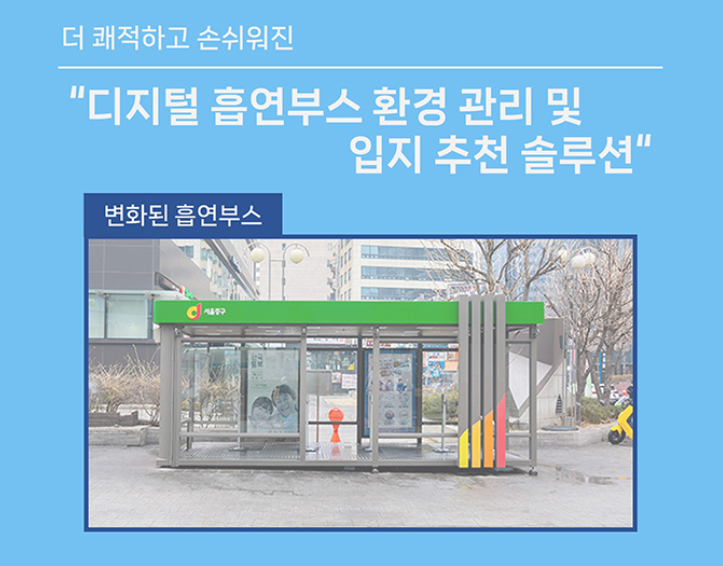 더 쾌적하고 손쉬워진
“디지털 흡연부스 환경 관리 및
입지 추천 솔루션“
변화된 흡연부스
서울중구